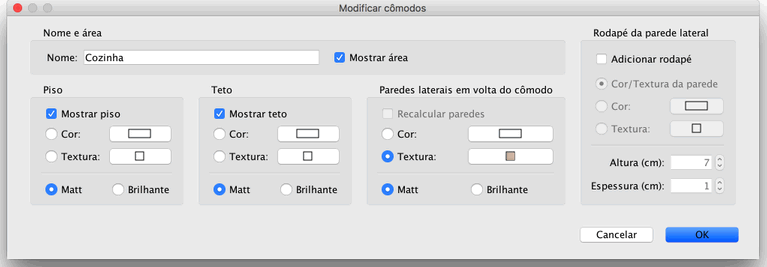 Modificar cômodos
Nome e área
Nome: Cozinha
Mostrar área
Piso
Mostrar piso
Cor:
Textura:
Matt Brilhante
Teto
Mostrar teto
Cor:
Textura:
Matt Brilhante
Paredes laterais em volta do cômodo
Recalcular paredes
Cor:
Textura:
Matt Brilhante
Rodapé da parede lateral
Adicionar rodapé
Cor/Textura da parede
Cor:
Textura:
Altura (cm): 7
Espessura (cm): 1
Cancelar OK